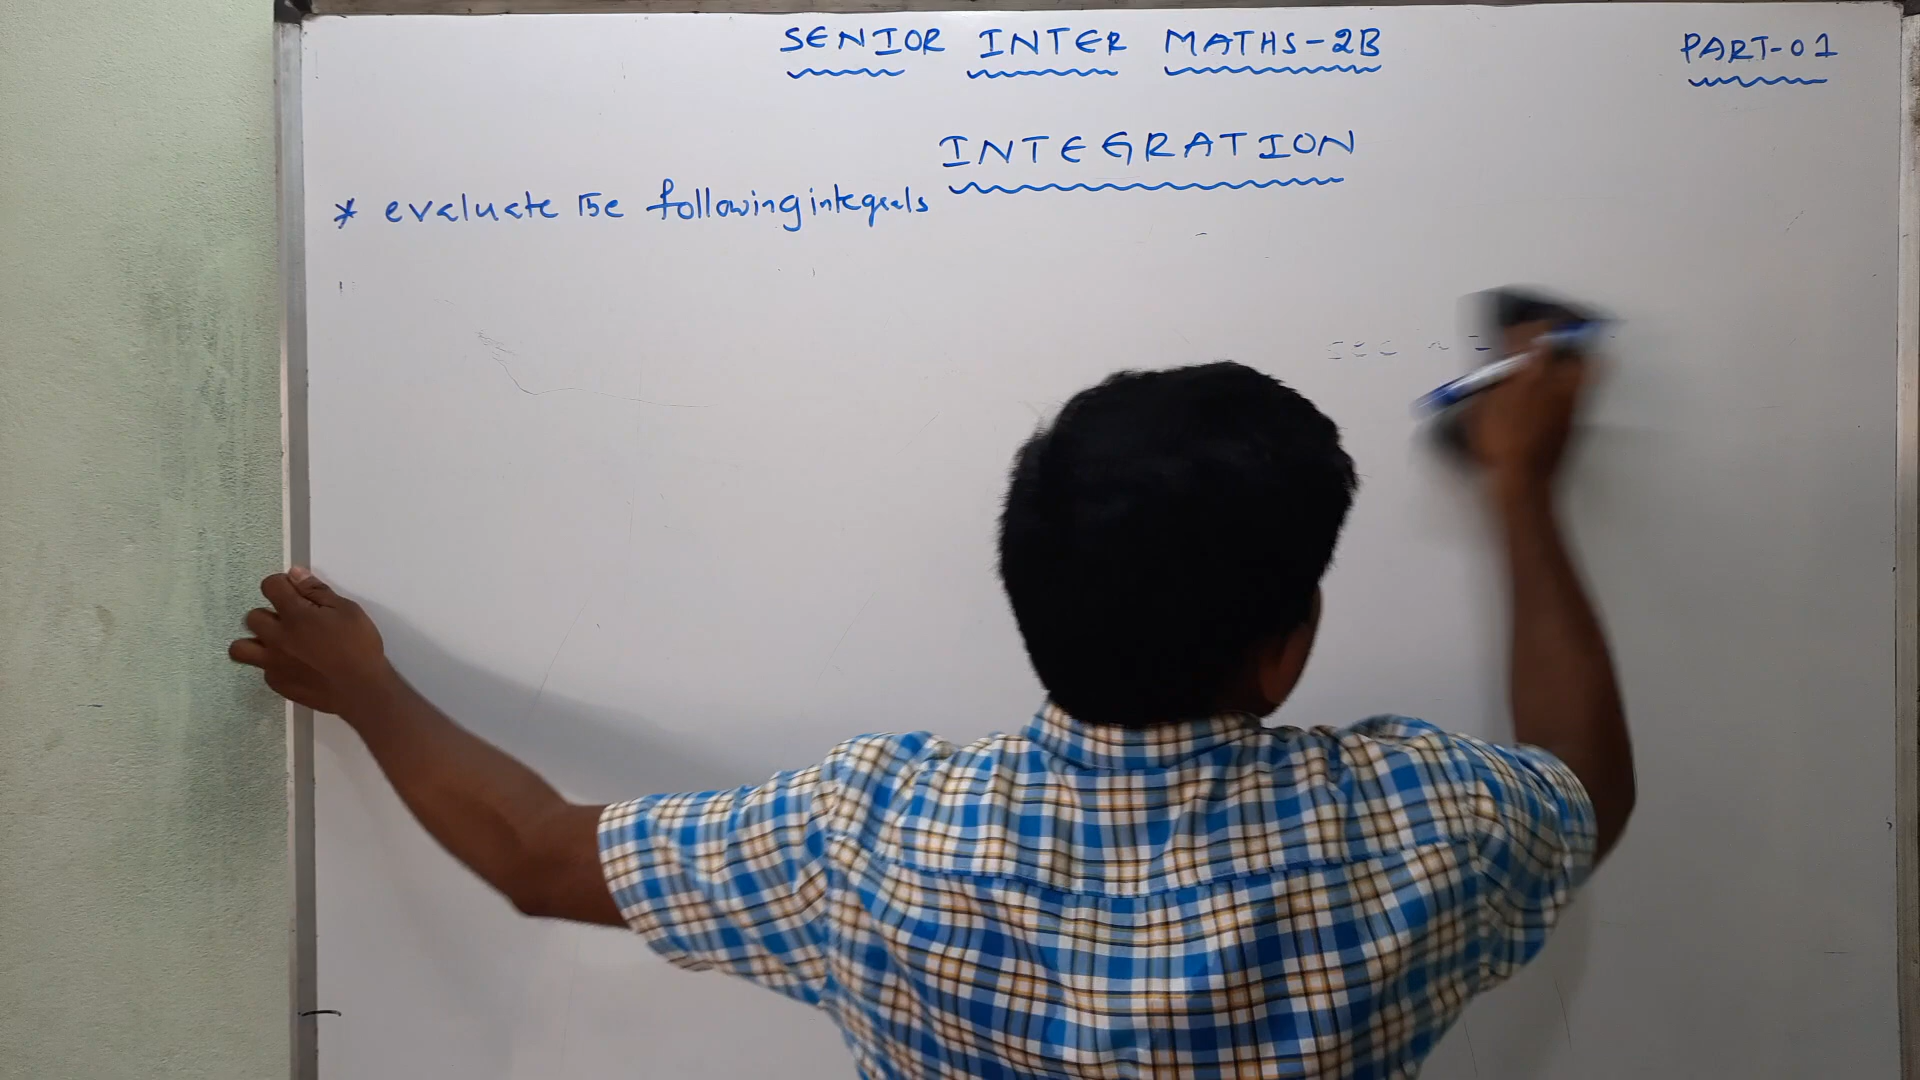 SENIOR INTER MATHS-2B
PART-01
INTEGRATION
* evaluate The following integrals